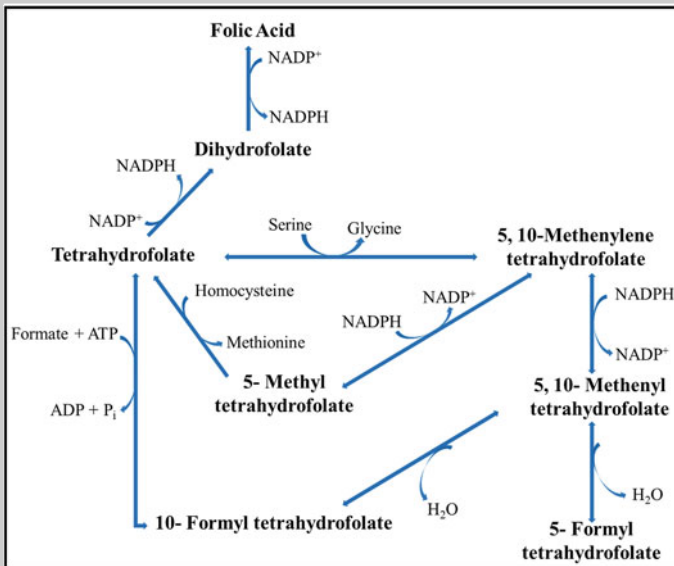 Folic Acid
NADP⁺
NADPH
Dihydrofolate
NADPH
NADP⁺
Tetrahydrofolate
Serine
Glycine
5, 10-Methenylene
tetrahydrofolate
Homocysteine
Methionine
NADPH
NADP⁺
NADPH
NADP⁺
Formate + ATP
ADP + Pᵢ
5- Methyl
tetrahydrofolate
5, 10- Methenyl
tetrahydrofolate
H₂O
H₂O
10- Formyl tetrahydrofolate
5- Formyl
tetrahydrofolate